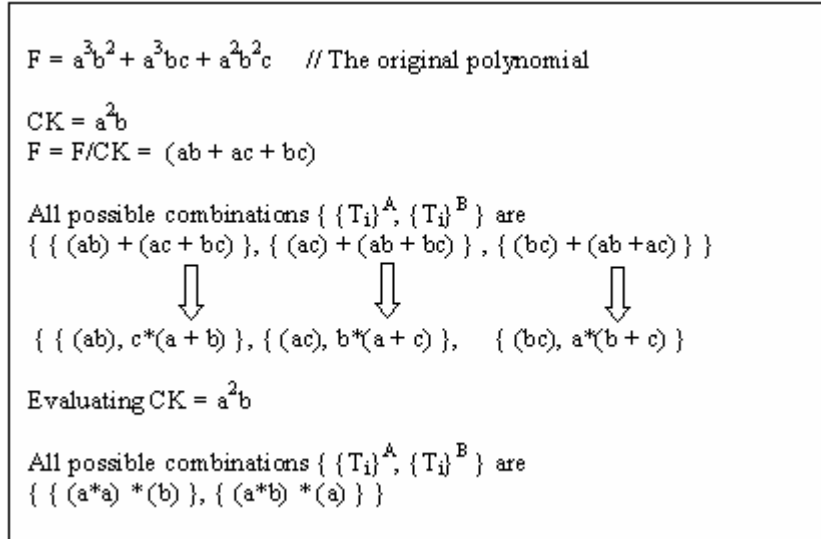 F = a³b² + a³bc + a²b²c // The original polynomial
CK = a²b
F = F/CK = (ab + ac + bc)
All possible combinations { {Tᵢ}ᴬ, {Tᵢ}ᴮ } are
{ { (ab) + (ac + bc) }, { (ac) + (ab + bc) } , { (bc) + (ab +ac) } }
{ { (ab), c*(a + b) }, { (ac), b*(a + c) }, { (bc), a*(b + c) }
Evaluating CK = a²b
All possible combinations { {Tᵢ}ᴬ, {Tᵢ}ᴮ } are
{ { (a*a) *(b) }, { (a*b) *(a) } }